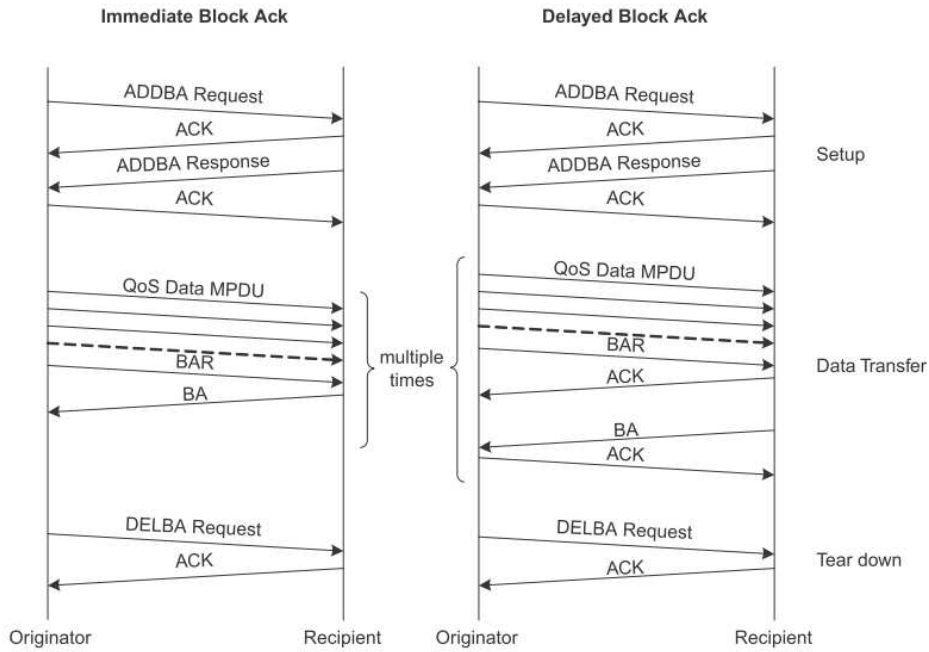 Immediate Block Ack
Delayed Block Ack
ADDBA Request
ACK
ADDBA Response
ACK
ADDBA Request
ACK
ADDBA Response
ACK
Setup
QoS Data MPDU
BAR
BA
multiple
times
QoS Data MPDU
BAR
ACK
BA
ACK
Data Transfer
DELBA Request
ACK
DELBA Request
ACK
Tear down
Originator
Recipient
Originator
Recipient